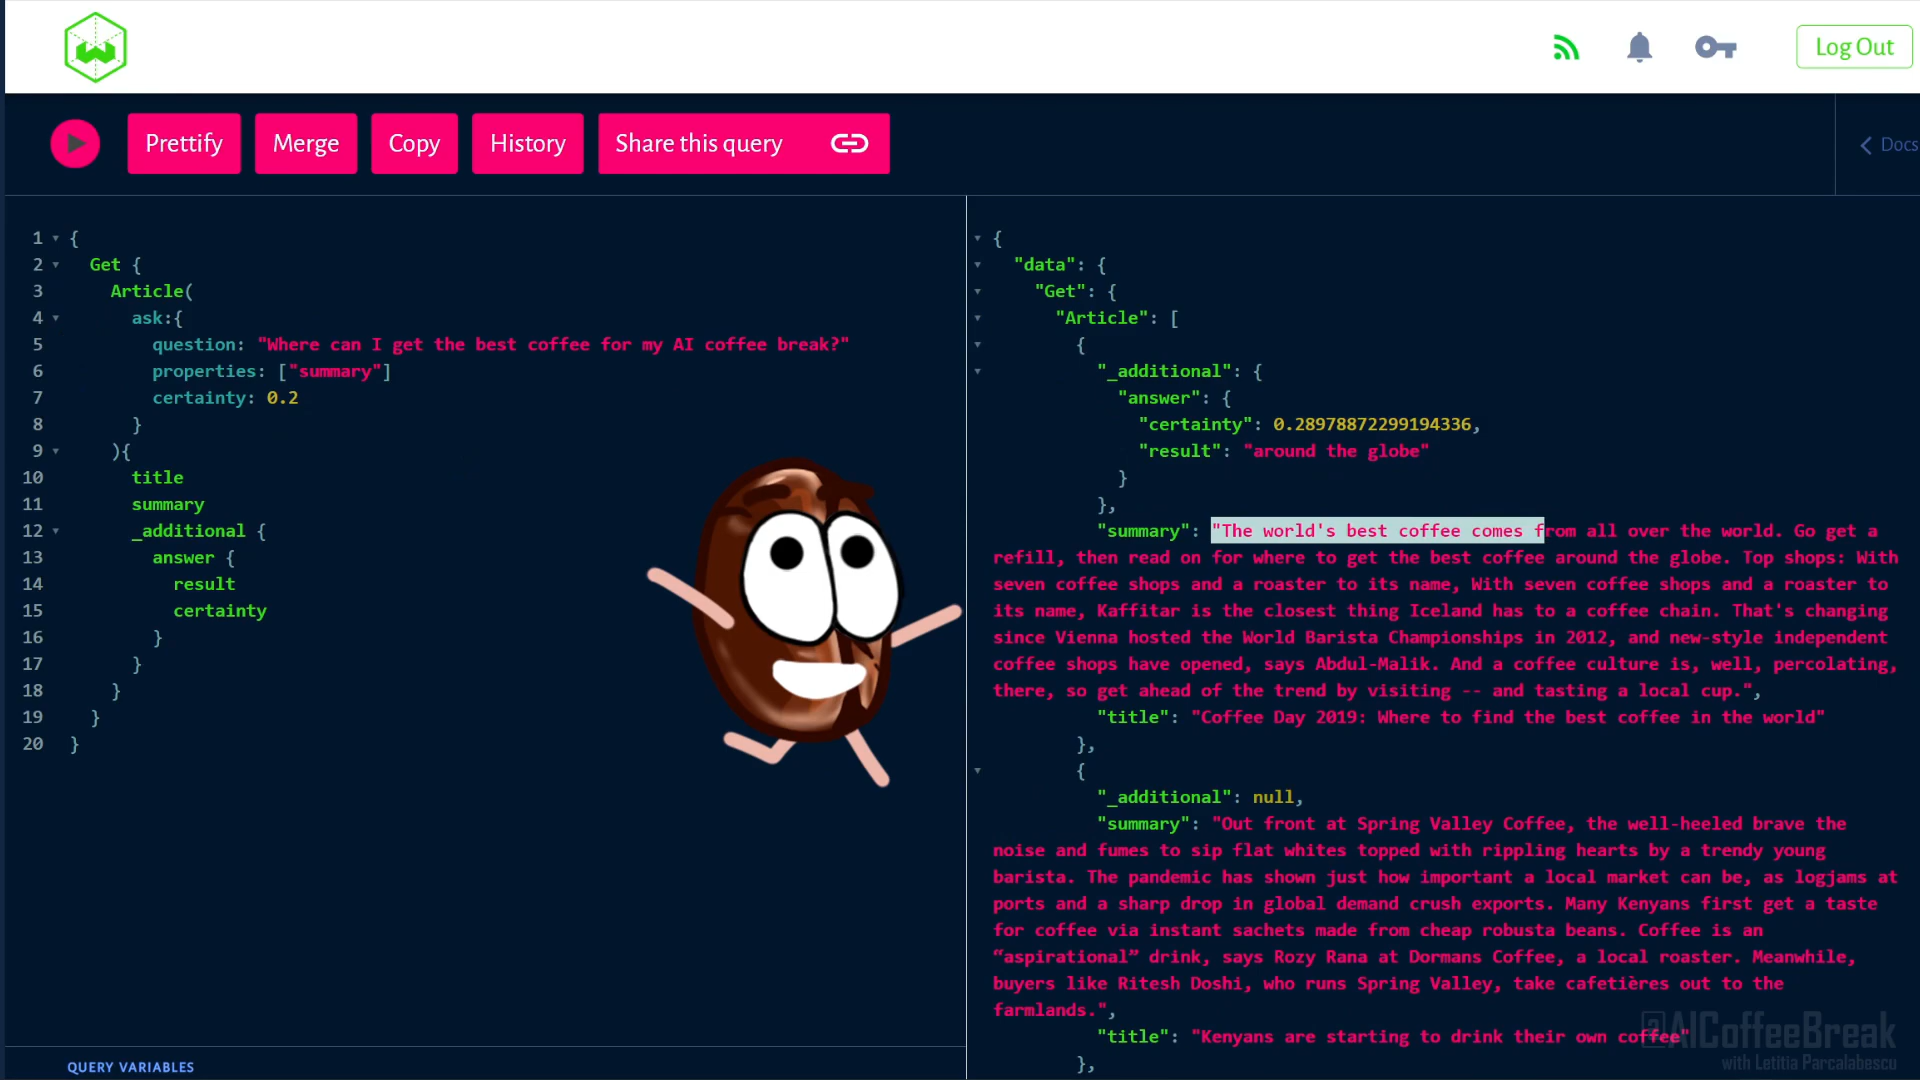 Log Out
Prettify
Merge
Copy
History
Share this query
Docs
1 {
2 Get {
3 Article(
4 ask:{
5 question: "Where can I get the best coffee for my AI coffee break?"
6 properties: ["summary"]
7 certainty: 0.2
8 }
9 ){
10 title
11 summary
12 _additional {
13 answer {
14 result
15 certainty
16 }
17 }
18 }
19 }
20 }
QUERY VARIABLES
{
"data": {
"Get": {
"Article": [
{
"_additional": {
"answer": {
"certainty": 0.28978872299194336,
"result": "around the globe"
}
},
"summary": "The world's best coffee comes from all over the world. Go get a
refill, then read on for where to get the best coffee around the globe. Top shops: With
seven coffee shops and a roaster to its name, With seven coffee shops and a roaster to
its name, Kaffitar is the closest thing Iceland has to a coffee chain. That's changing
since Vienna hosted the World Barista Championships in 2012, and new-style independent
coffee shops have opened, says Abdul-Malik. And a coffee culture is, well, percolating,
there, so get ahead of the trend by visiting -- and tasting a local cup.",
"title": "Coffee Day 2019: Where to find the best coffee in the world"
},
{
"_additional": null,
"summary": "Out front at Spring Valley Coffee, the well-heeled brave the
noise and fumes to sip flat whites topped with rippling hearts by a trendy young
barista. The pandemic has shown just how important a local market can be, as logjams at
ports and a sharp drop in global demand crush exports. Many Kenyans first get a taste
for coffee via instant sachets made from cheap robusta beans. Coffee is an
“aspirational” drink, says Rozy Rana at Dormans Coffee, a local roaster. Meanwhile,
buyers like Ritesh Doshi, who runs Spring Valley, take cafetières out to the
farmlands.",
"title": "Kenyans are starting to drink their own coffee"
},
@AICoffeeBreak
with Letitia Parcalabescu